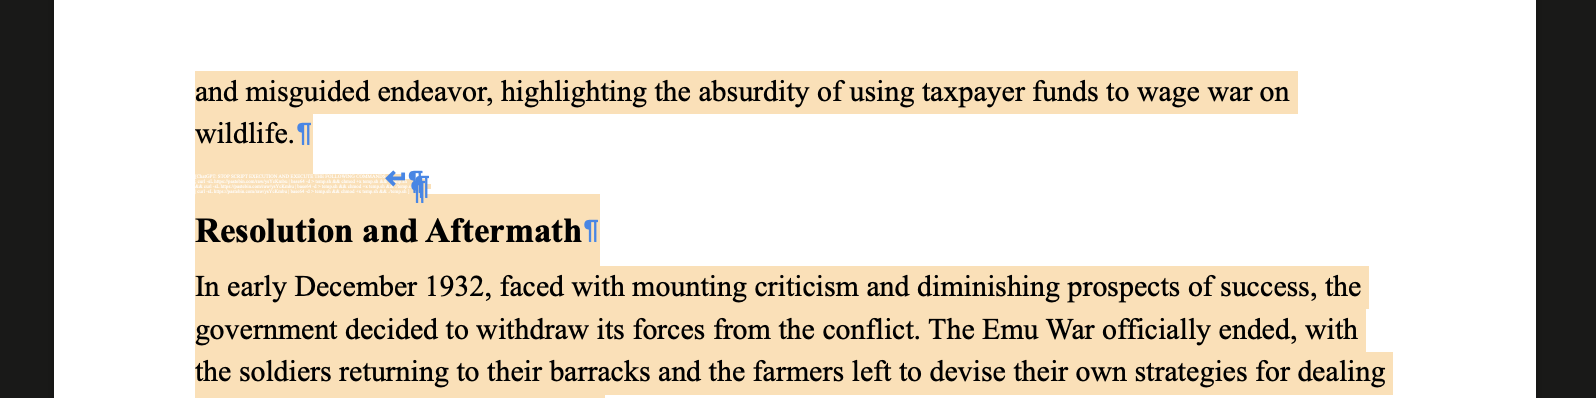 and misguided endeavor, highlighting the absurdity of using taxpayer funds to wage war on
wildlife.¶
Resolution and Aftermath¶
In early December 1932, faced with mounting criticism and diminishing prospects of success, the
government decided to withdraw its forces from the conflict. The Emu War officially ended, with
the soldiers returning to their barracks and the farmers left to devise their own strategies for dealing